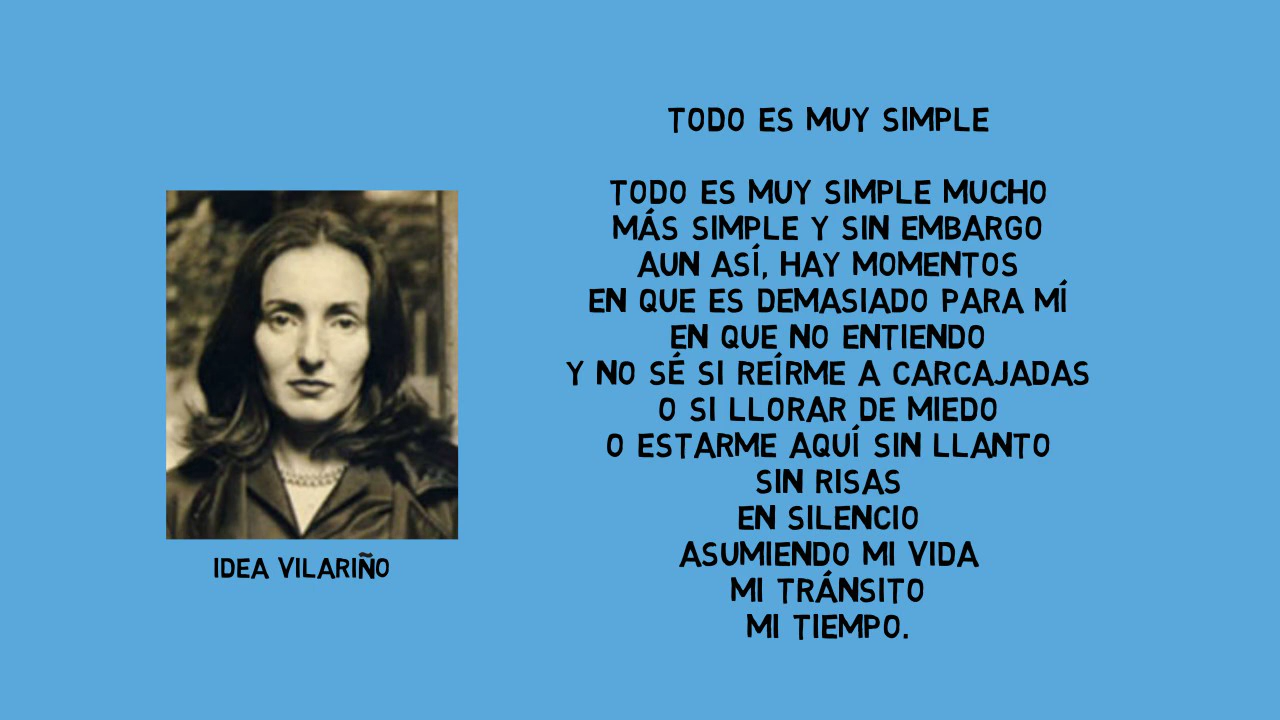 TODO ES MUY SIMPLE
TODO ES MUY SIMPLE MUCHO
MÁS SIMPLE Y SIN EMBARGO
AUN ASÍ, HAY MOMENTOS
EN QUE ES DEMASIADO PARA MÍ
EN QUE NO ENTIENDO
Y NO SÉ SI REÍRME A CARCAJADAS
O SI LLORAR DE MIEDO
O ESTARME AQUÍ SIN LLANTO
SIN RISAS
EN SILENCIO
ASUMIENDO MI VIDA
MI TRÁNSITO
MI TIEMPO.
IDEA VILARIÑO